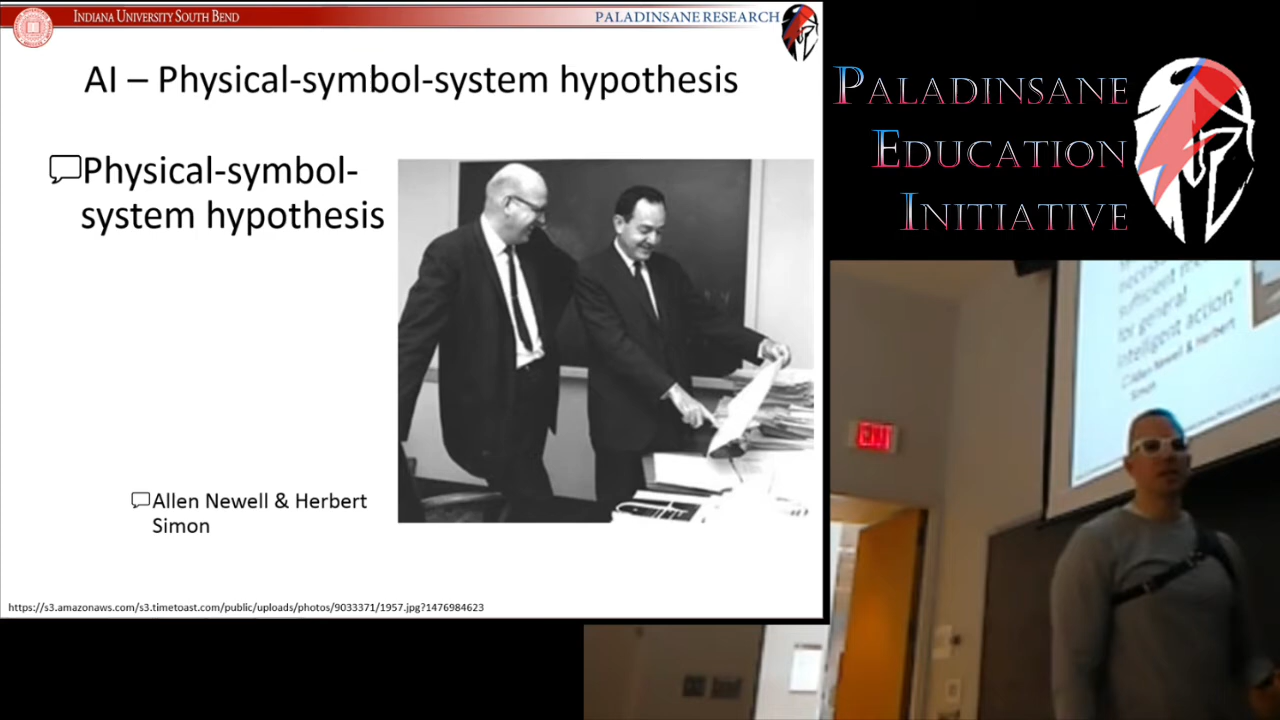 INDIANA UNIVERSITY SOUTH BEND
PALADINSANE RESEARCH
AI – Physical-symbol-system hypothesis
Physical-symbol-
system hypothesis
Allen Newell & Herbert
Simon
https://s3.amazonaws.com/s3.timetoast.com/public/uploads/photos/9033371/1957.jpg?1476984623
PALADINSANE
EDUCATION
INITIATIVE
sufficient
for general
intelligent action"
Allen Newell & Herbert
Simon
EXIT